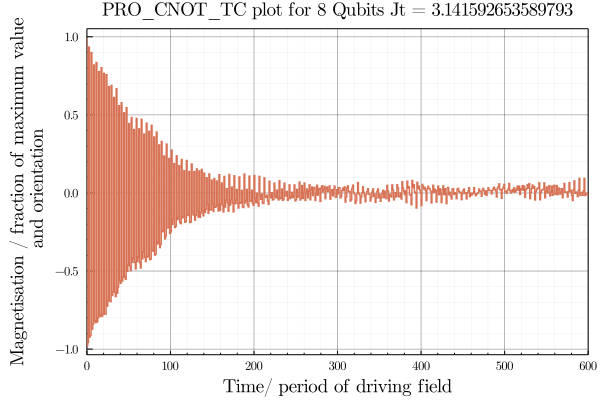 PRO_CNOT_TC plot for 8 Qubits Jt = 3.141592653589793
Magnetisation / fraction of maximum value
and orientation
1.0
0.5
0.0
−0.5
−1.0
0 100 200 300 400 500 600
Time/ period of driving field